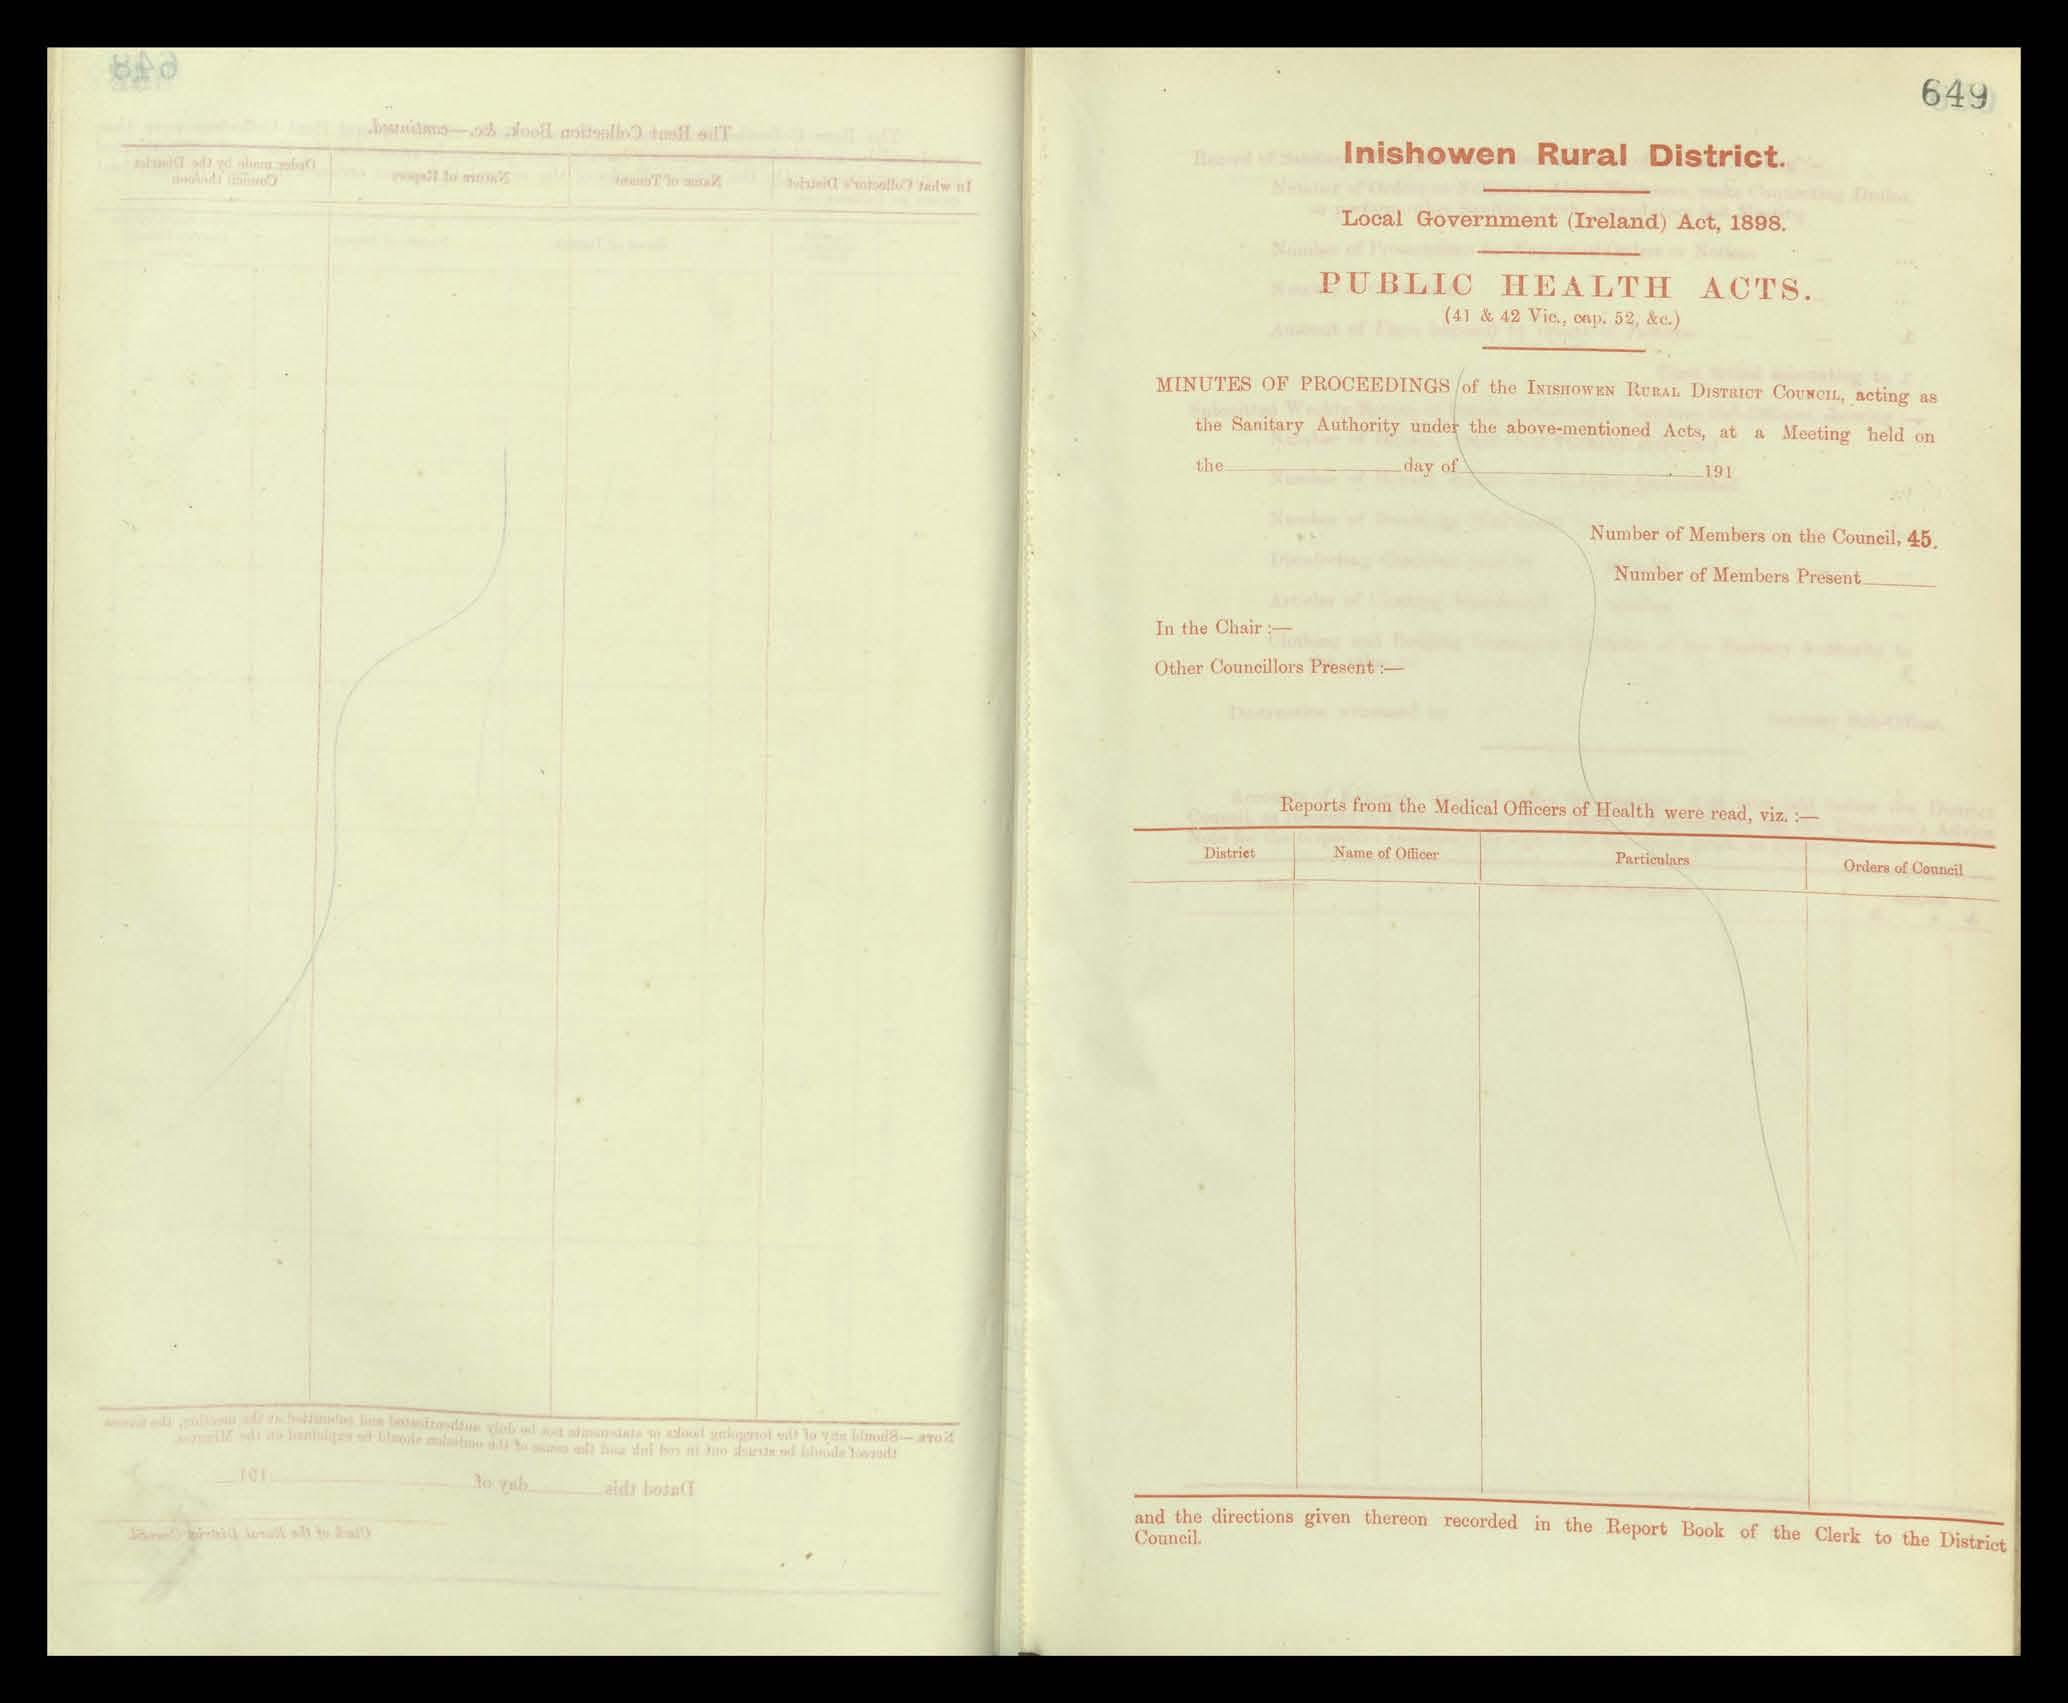 648
The Rent Collection Book, &c.—continued.
In what Collector's District
Name of Tenant
Nature of Report
Order made by the District
Council thereon
NOTE.—Should any of the foregoing books or statements not be duly authenticated and submitted at the meeting, the forms
thereof should be struck out in red ink and the cause of the omission should be explained on the Minutes.
Dated this day of 191
Clerk of the Rural District Council.
649
Inishowen Rural District.
Local Government (Ireland) Act, 1898.
PUBLIC HEALTH ACTS.
(41 & 42 Vic., cap. 52, &c.)
MINUTES OF PROCEEDINGS of the INISHOWEN RURAL DISTRICT COUNCIL, acting as
the Sanitary Authority under the above-mentioned Acts, at a Meeting held on
the day of 191
Number of Members on the Council, 45.
Number of Members Present
In the Chair :—
Other Councillors Present :—
Reports from the Medical Officers of Health were read, viz. :—
District
Name of Officer
Particulars
Orders of Council
and the directions given thereon recorded in the Report Book of the Clerk to the District
Council.